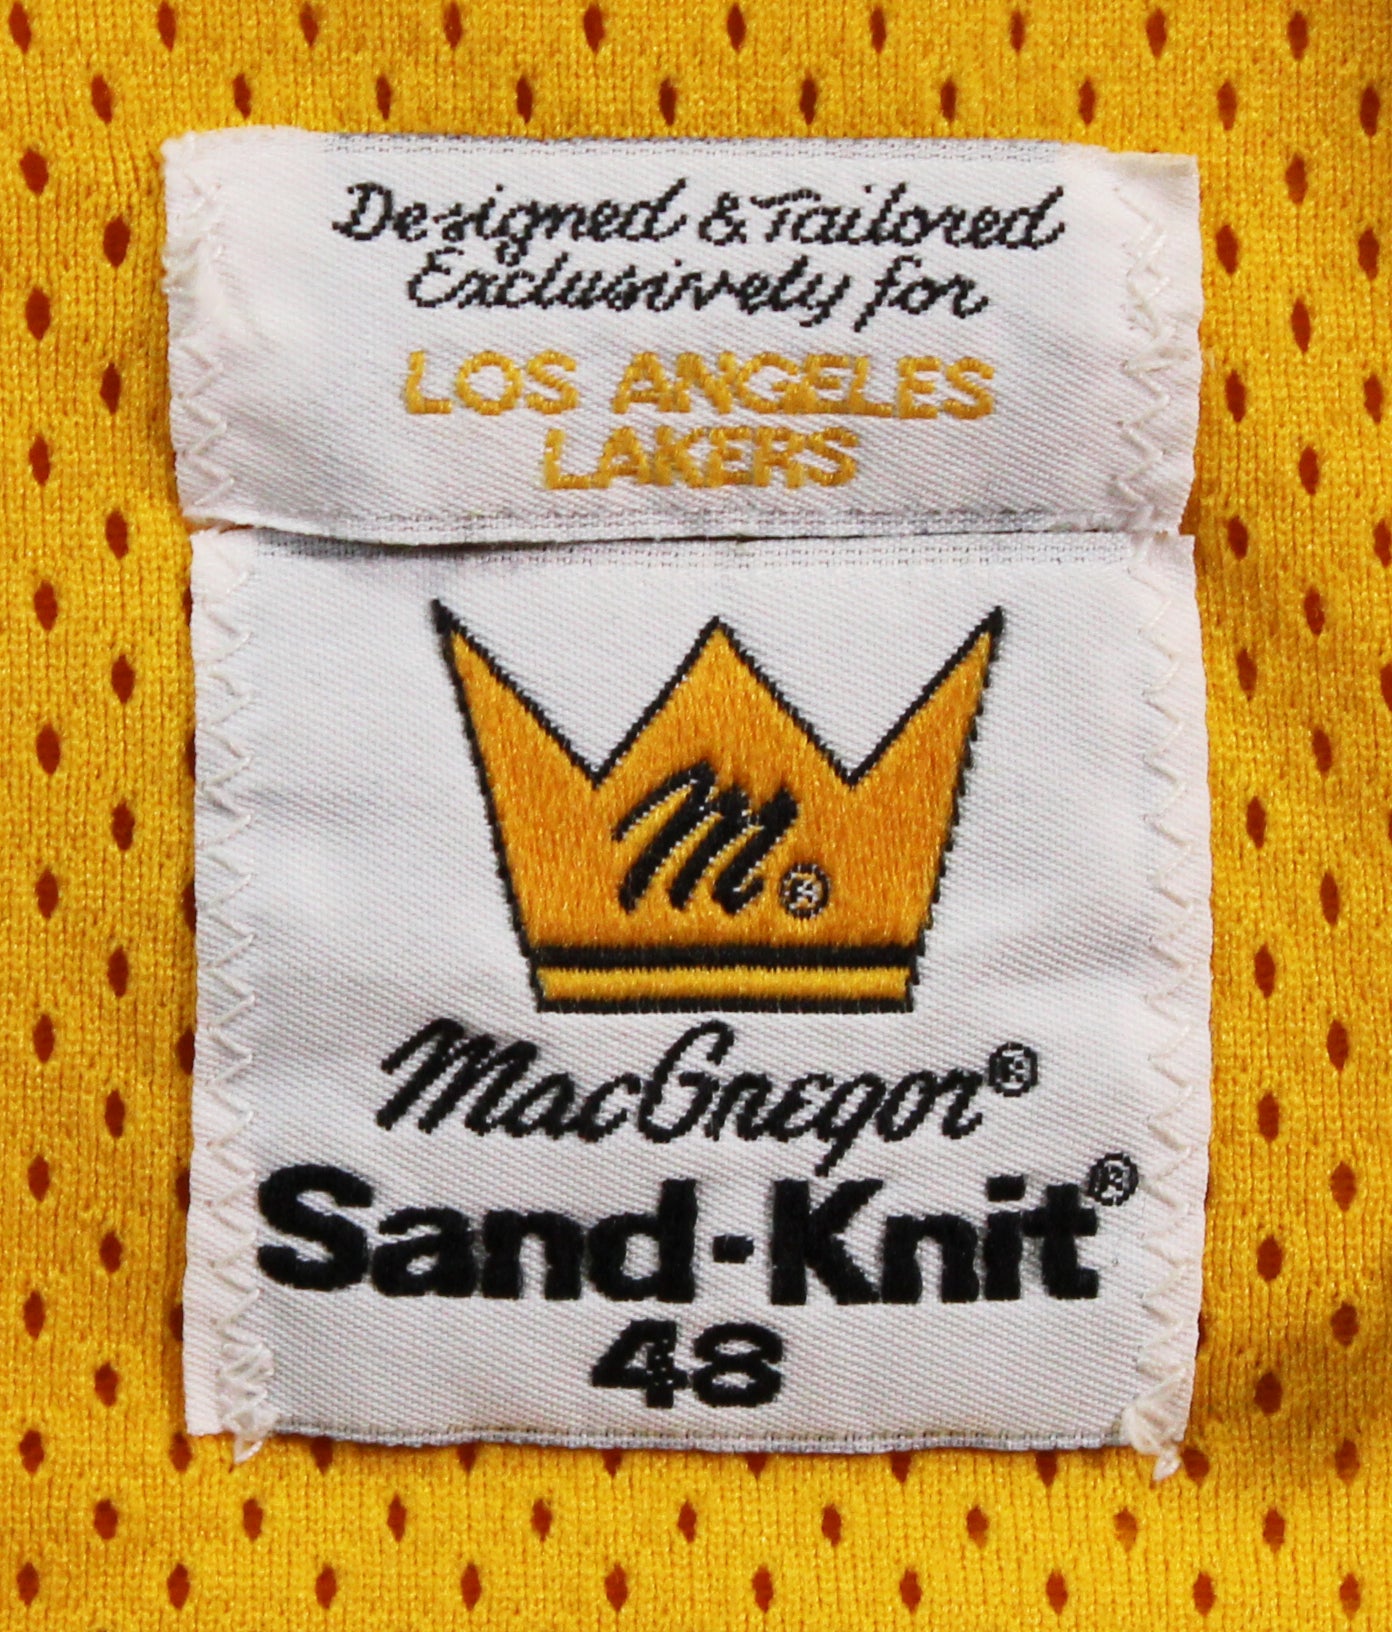 Designed & Tailored
Exclusively for
LOS ANGELES
LAKERS
M®
MacGregor®
Sand-Knit®
48